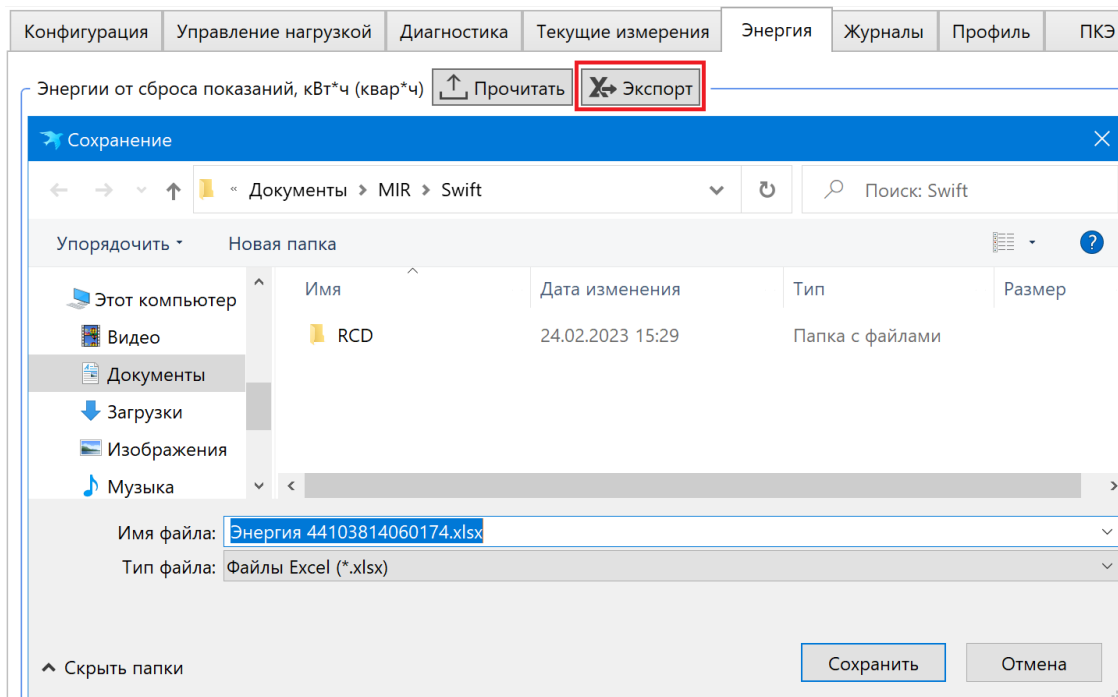 Конфигурация Управление нагрузкой Диагностика Текущие измерения Энергия Журналы Профиль ПКЭ
Энергии от сброса показаний, кВт*ч (квар*ч) Прочитать Экспорт
Сохранение
« Документы > MIR > Swift Поиск: Swift
Упорядочить Новая папка ?
Имя Дата изменения Тип Размер
Этот компьютер
RCD 24.02.2023 15:29 Папка с файлами
Видео
Документы
Загрузки
Изображения
Музыка
Имя файла: Энергия 44103814060174.xlsx
Тип файла: Файлы Excel (*.xlsx)
Скрыть папки Сохранить Отмена